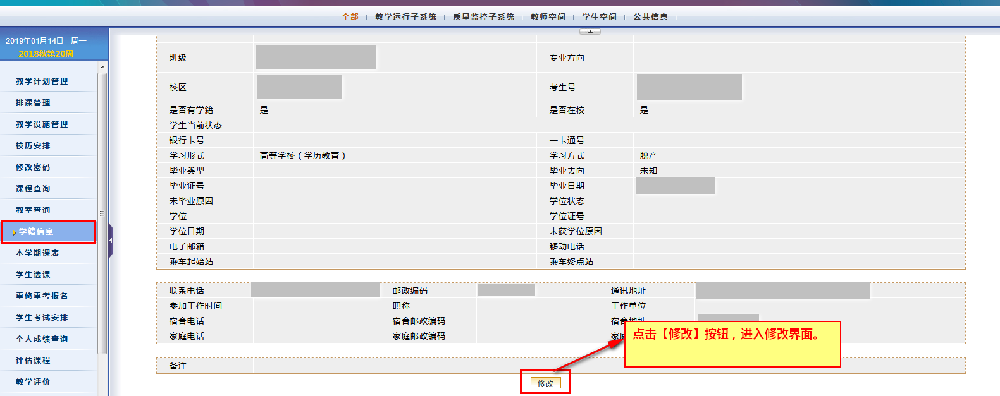 全部 教学运行子系统 质量监控子系统 教师空间 学生空间 公共信息
2019年01月14日 周一
2018秋第20周
教学计划管理
排课管理
教学设施管理
校历安排
修改密码
课程查询
教室查询
学籍信息
本学期课表
学生选课
重修重考报名
学生考试安排
个人成绩查询
评估课程
教学评价
班级 专业方向
校区 考生号
是否有学籍 是 是否在校 是
学生当前状态
银行卡号 一卡通号
学习形式 高等学校（学历教育） 学习方式 脱产
毕业类型 毕业去向 未知
毕业证号 毕业日期
未毕业原因 学位状态
学位 学位证号
学位日期 未获学位原因
电子邮箱 移动电话
乘车起始站 乘车终点站
联系电话 邮政编码 通讯地址
参加工作时间 职称 工作单位
宿舍电话 宿舍邮政编码 宿舍地址
家庭电话 家庭邮政编码 家庭
点击【修改】按钮，进入修改界面。
备注
修改